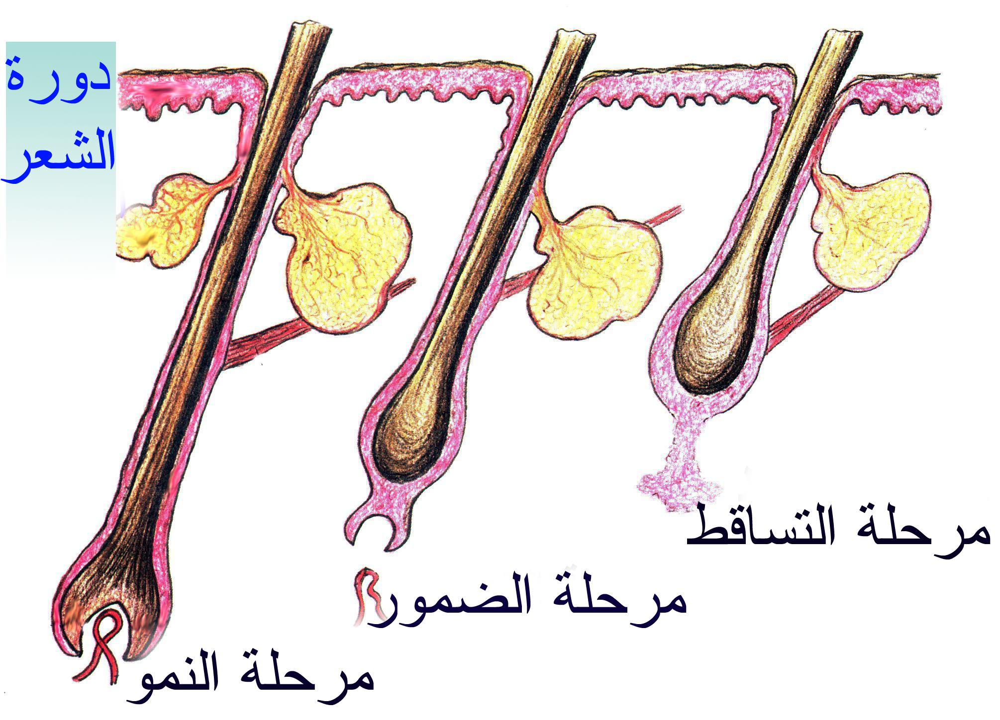 دورة
الشعر
مرحلة التساقط
مرحلة الضمور
مرحلة النمو